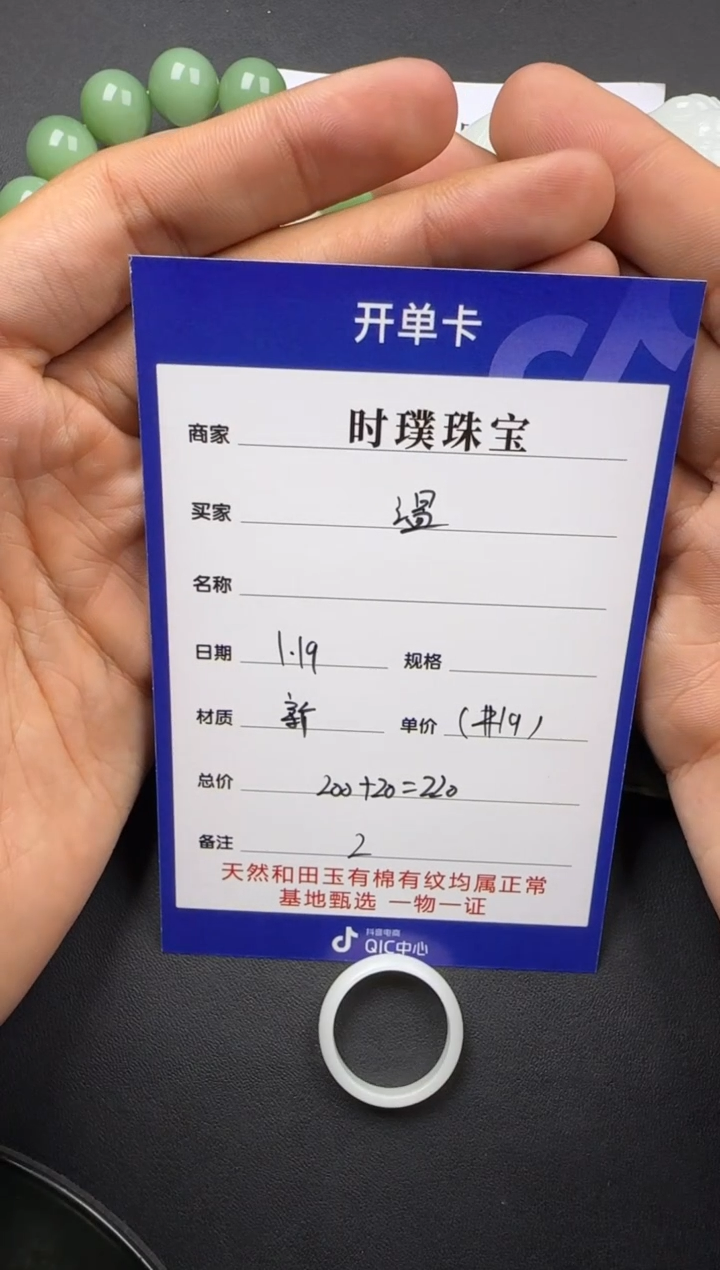 开单卡
商家 时璞珠宝
买家 温
名称
日期 1.19 规格
材质 新 单价 (#19)
总价 200+20=220
备注 2
天然和田玉有棉有纹均属正常
基地甄选 一物一证
抖音电商
QIC中心